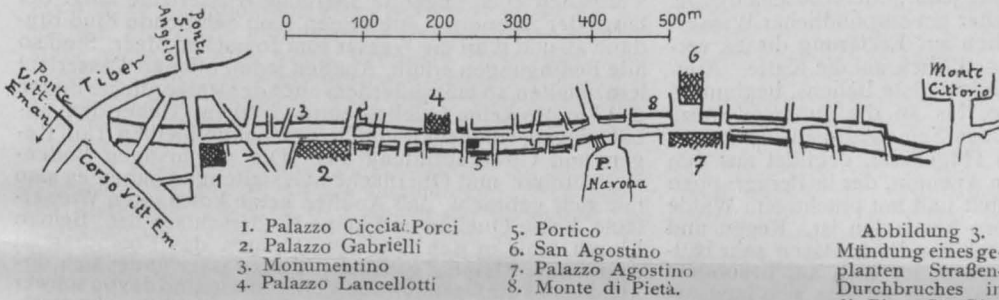 0 100 200 300 400 500m
Ponte
S. Angelo
Ponte
Vitt.
Eman.
Tiber
Corso Vitt. Em.
Monte
Cittorio
1
2
3
4
5
6
7
8
P.
Navona
1. Palazzo Cicciai Porci
2. Palazzo Gabrielli
3. Monumentino
4. Palazzo Lancellotti
5. Portico
6. San Agostino
7. Palazzo Agostino
8. Monte di Pietà.
Abbildung 3.
Mündung eines ge-
planten Straßen-
Durchbruches in